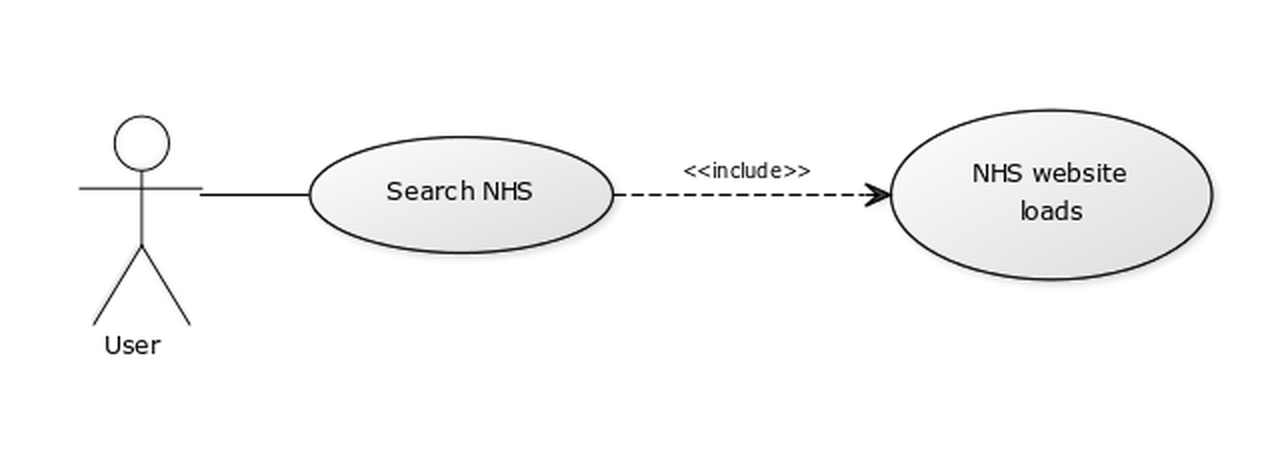 Search NHS
<<include>>
NHS website
loads
User